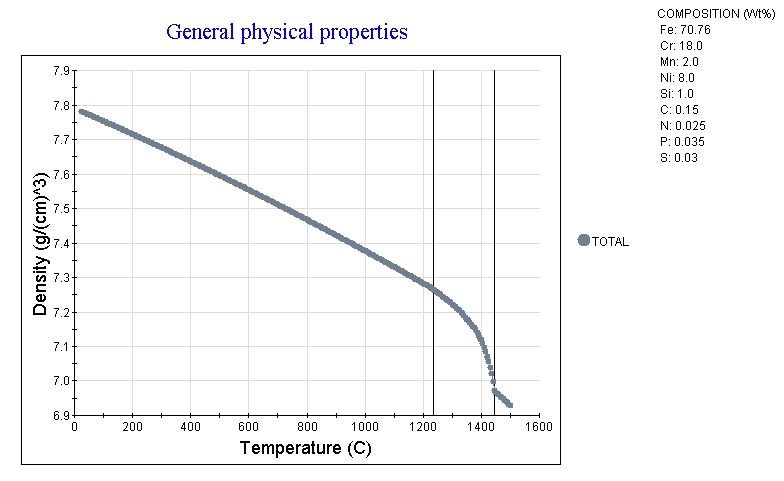 General physical properties
COMPOSITION (Wt%)
Fe: 70.76
Cr: 18.0
Mn: 2.0
Ni: 8.0
Si: 1.0
C: 0.15
N: 0.025
P: 0.035
S: 0.03
Density (g/(cm)^3)
7.9
7.8
7.7
7.6
7.5
7.4
7.3
7.2
7.1
7.0
6.9
0 200 400 600 800 1000 1200 1400 1600
Temperature (C)
TOTAL